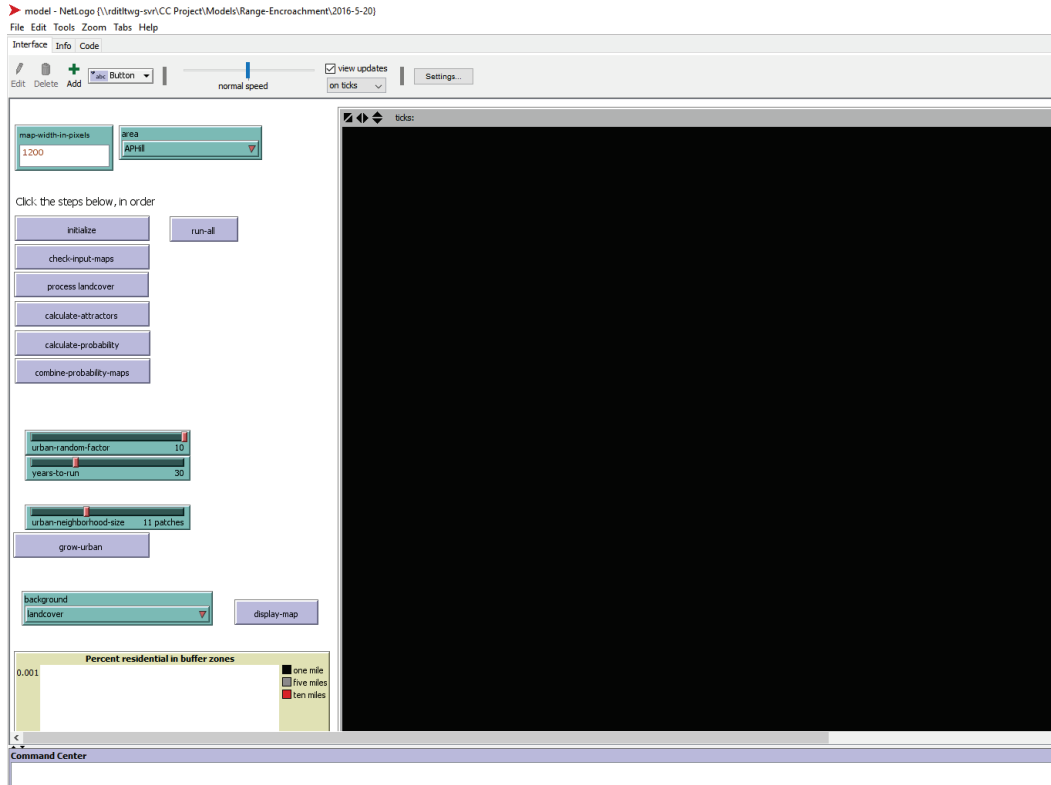 model - NetLogo {\\rditltwg-svr\CC Project\Models\Range-Encroachment\2016-5-20}
File Edit Tools Zoom Tabs Help
Interface Info Code
Edit Delete Add abc Button normal speed view updates on ticks Settings...
ticks:
map-width-in-pixels
1200
area
APHill
Click the steps below, in order
initialize run-all
check-input-maps
process landcover
calculate-attractors
calculate-probability
combine-probability-maps
urban-random-factor 10
years-to-run 30
urban-neighborhood-size 11 patches
grow-urban
background
landcover display-map
Percent residential in buffer zones
0.001
one mile
five miles
ten miles
Command Center